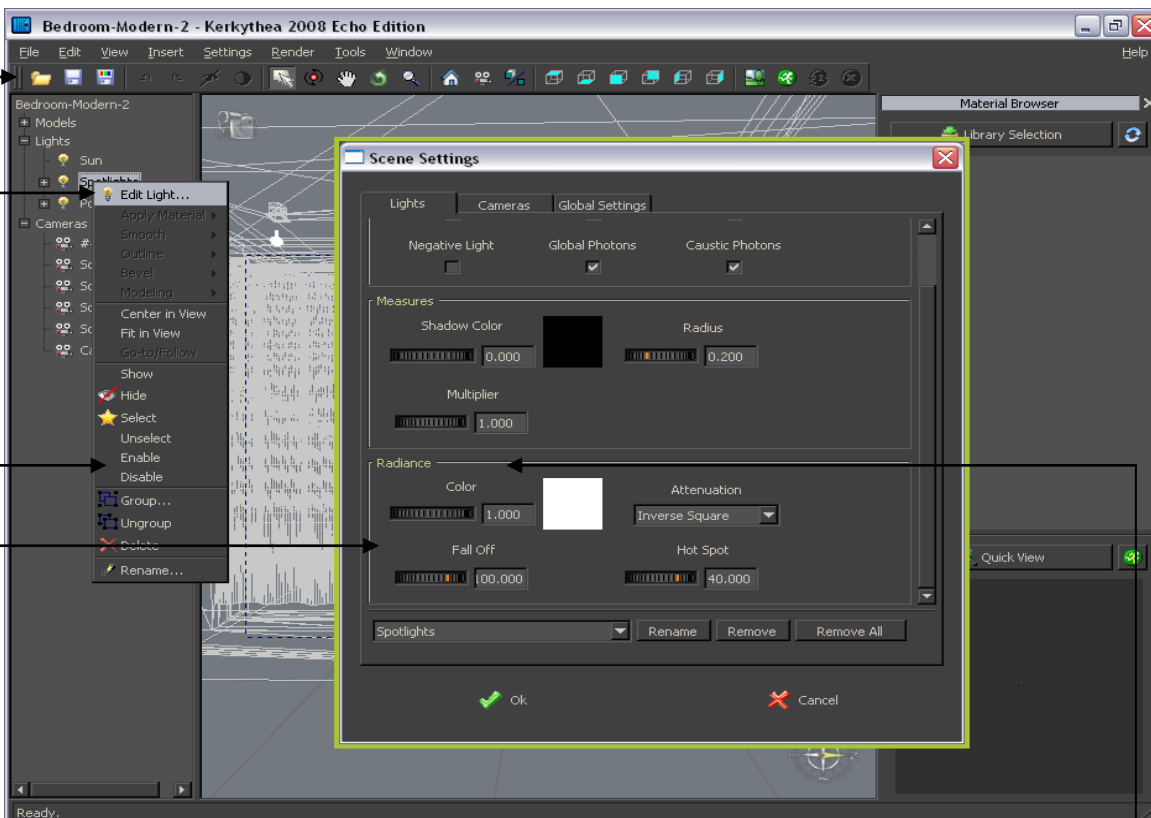 Bedroom-Modern-2 - Kerkythea 2008 Echo Edition
File Edit View Insert Settings Render Tools Window Help
Bedroom-Modern-2
Models
Lights
Sun
Spotlights
Cameras
Edit Light...
Apply Material
Smooth
Outline
Bevel
Modeling
Center in View
Fit in View
Go-to/Follow
Show
Hide
Select
Unselect
Enable
Disable
Group...
Ungroup
Delete
Rename...
Scene Settings
Lights Cameras Global Settings
Negative Light Global Photons Caustic Photons
Measures
Shadow Color Radius
0.000 0.200
Multiplier
1.000
Radiance
Color Attenuation
1.000 Inverse Square
Fall Off Hot Spot
100.000 40.000
Spotlights Rename Remove Remove All
Ok Cancel
Material Browser
Library Selection
Quick View
Ready.